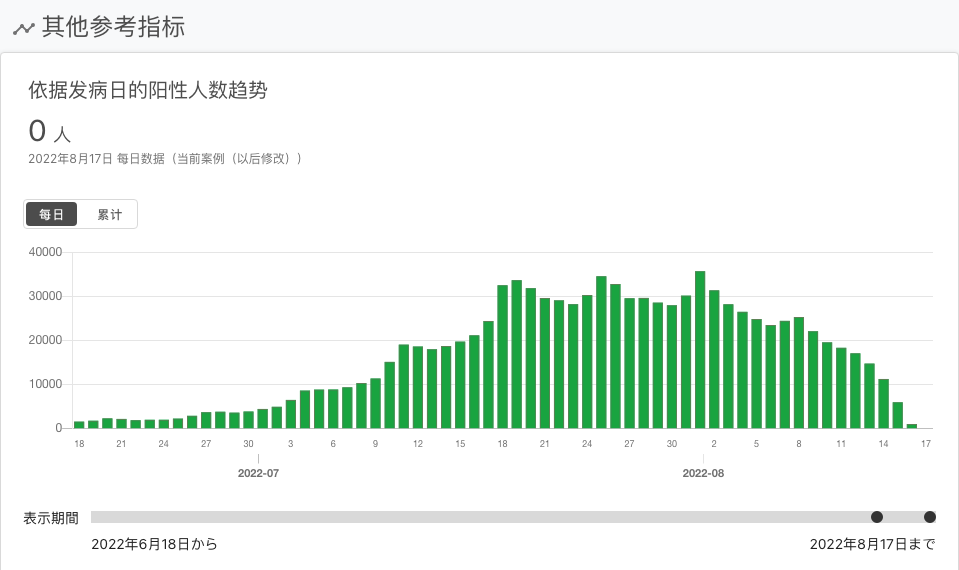 其他参考指标
依据发病日的阳性人数趋势
0 人
2022年8月17日 每日数据（当前案例（以后修改））
每日 累计
40000
30000
20000
10000
0
18 21 24 27 30 3 6 9 12 15 18 21 24 27 30 2 5 8 11 14 17
2022-07 2022-08
表示期間
2022年6月18日から 2022年8月17日まで